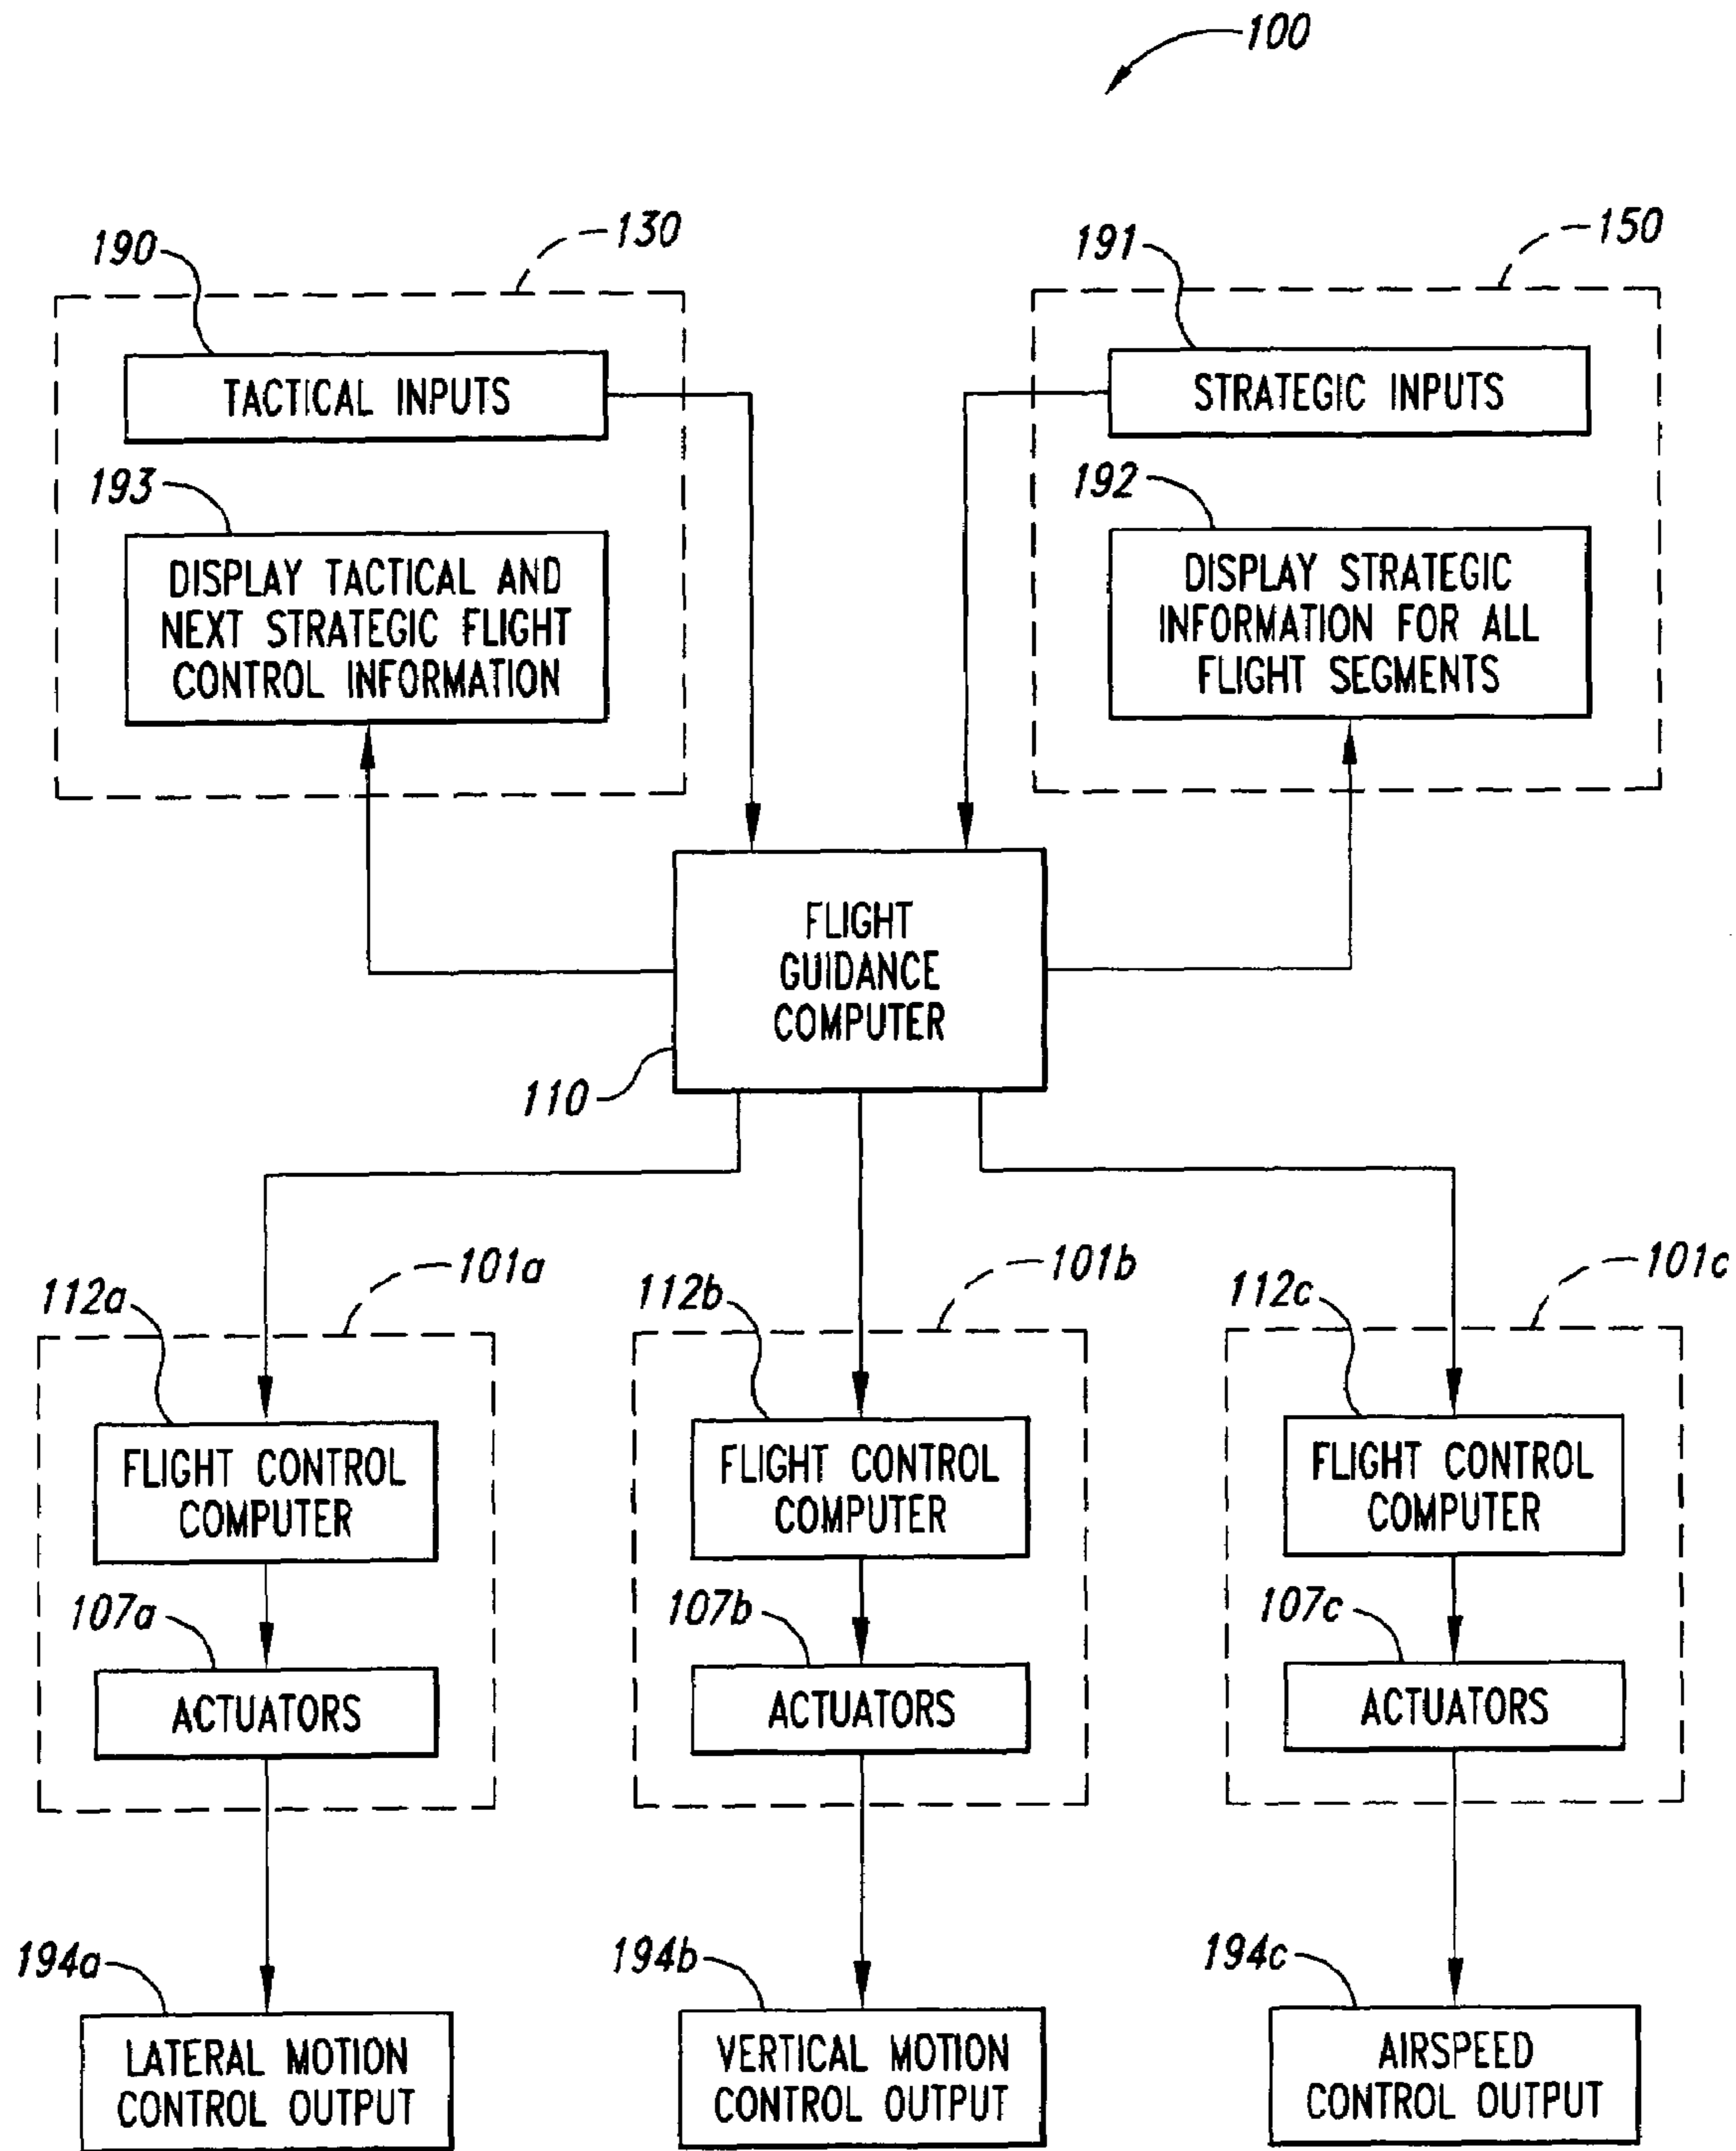 100
130
150
190
191
TACTICAL INPUTS
STRATEGIC INPUTS
193
192
DISPLAY TACTICAL AND
NEXT STRATEGIC FLIGHT
CONTROL INFORMATION
DISPLAY STRATEGIC
INFORMATION FOR ALL
FLIGHT SEGMENTS
FLIGHT
GUIDANCE
COMPUTER
110
101a
101b
101c
112a
112b
112c
FLIGHT CONTROL
COMPUTER
FLIGHT CONTROL
COMPUTER
FLIGHT CONTROL
COMPUTER
107a
107b
107c
ACTUATORS
ACTUATORS
ACTUATORS
194a
194b
194c
LATERAL MOTION
CONTROL OUTPUT
VERTICAL MOTION
CONTROL OUTPUT
AIRSPEED
CONTROL OUTPUT